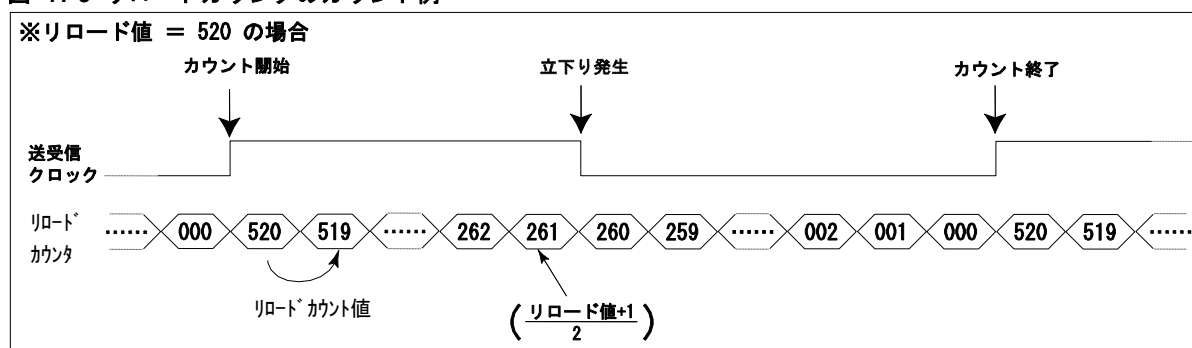 ※リロード値 ＝ 520 の場合
カウント開始 立下り発生 カウント終了
送受信
クロック
リロード
カウンタ
…… 000 520 519 …… 262 261 260 259 …… 002 001 000 520 519 ……
リロードカウント値
(リロード値+1
2)